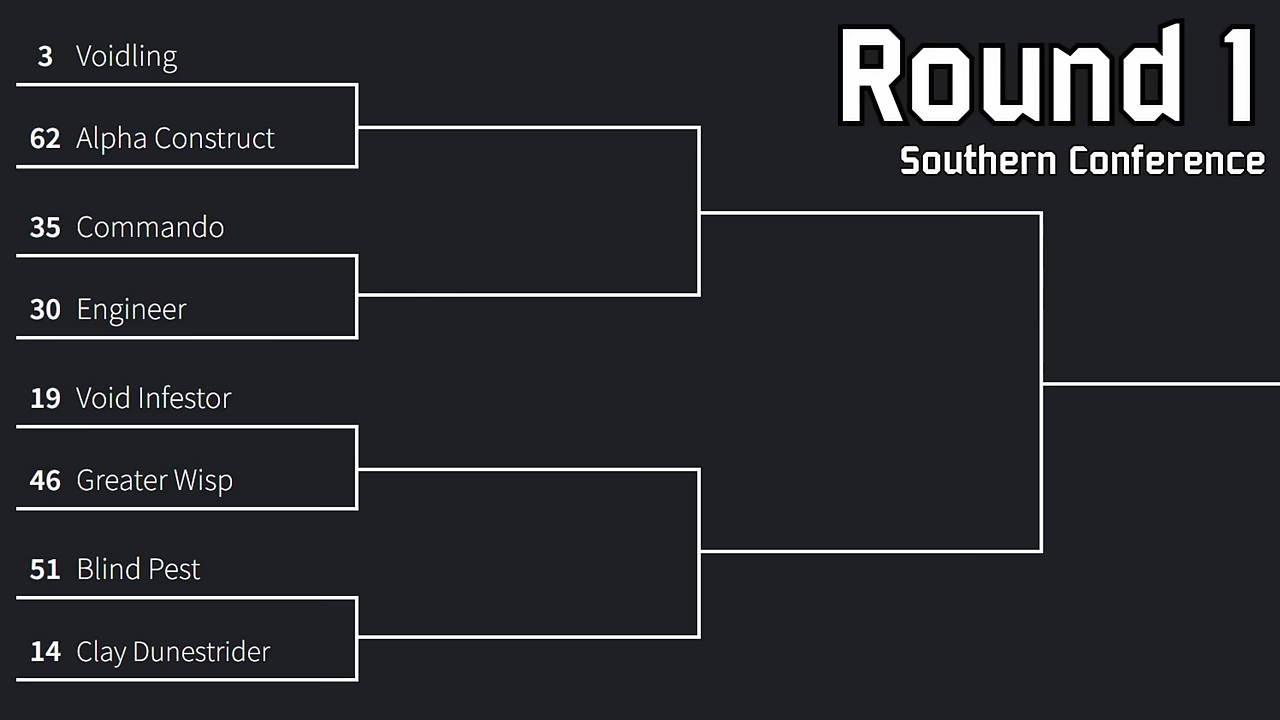 Round 1
Southern Conference
3 Voidling
62 Alpha Construct
35 Commando
30 Engineer
19 Void Infestor
46 Greater Wisp
51 Blind Pest
14 Clay Dunestrider